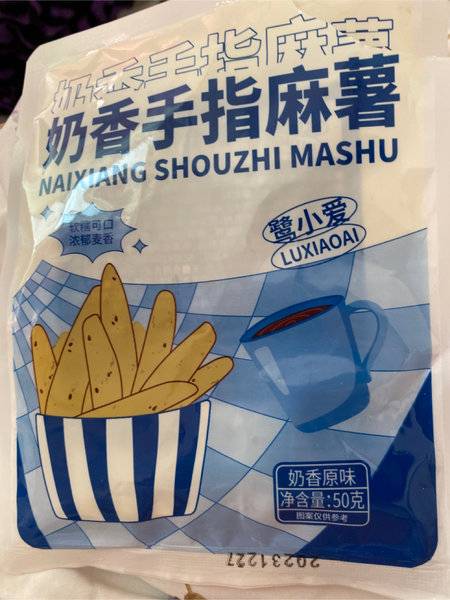 奶香手指麻薯
奶香手指麻薯
NAIXIANG SHOUZHI MASHU
软糯可口
浓郁麦香
鹭小爱
LUXIAOAI
奶香原味
净含量:50克
图案仅供参考
20231227